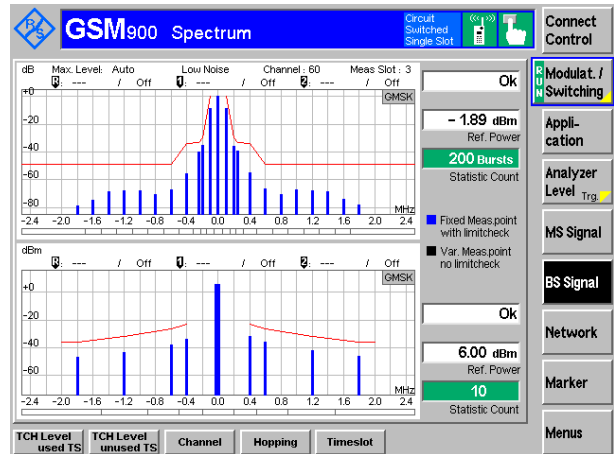 R&S
GSM900 Spectrum
Circuit
Switched
Single Slot
Connect
Control
dB Max. Level: Auto Low Noise Channel : 60 Meas Slot : 3
R: --- / Off 1: --- / Off 2: --- / Off
GMSK
+0
-20
-40
-60
-80
MHz
-2.4 -2.0 -1.6 -1.2 -0.8 -0.4 0.0 0.4 0.8 1.2 1.6 2.0 2.4
Ok
- 1.89 dBm
Ref. Power
200 Bursts
Statistic Count
Fixed Meas.point
with limitcheck
Var. Meas.point
no limitcheck
dBm
R: --- / Off 1: --- / Off 2: --- / Off
GMSK
+0
-20
-40
-60
MHz
-2.4 -2.0 -1.6 -1.2 -0.8 -0.4 0.0 0.4 0.8 1.2 1.6 2.0 2.4
Ok
6.00 dBm
Ref. Power
10
Statistic Count
RUN
Modulat. /
Switching
Appli-
cation
Analyzer
Level Trg.
MS Signal
BS Signal
Network
Marker
Menus
TCH Level
used TS
TCH Level
unused TS
Channel
Hopping
Timeslot